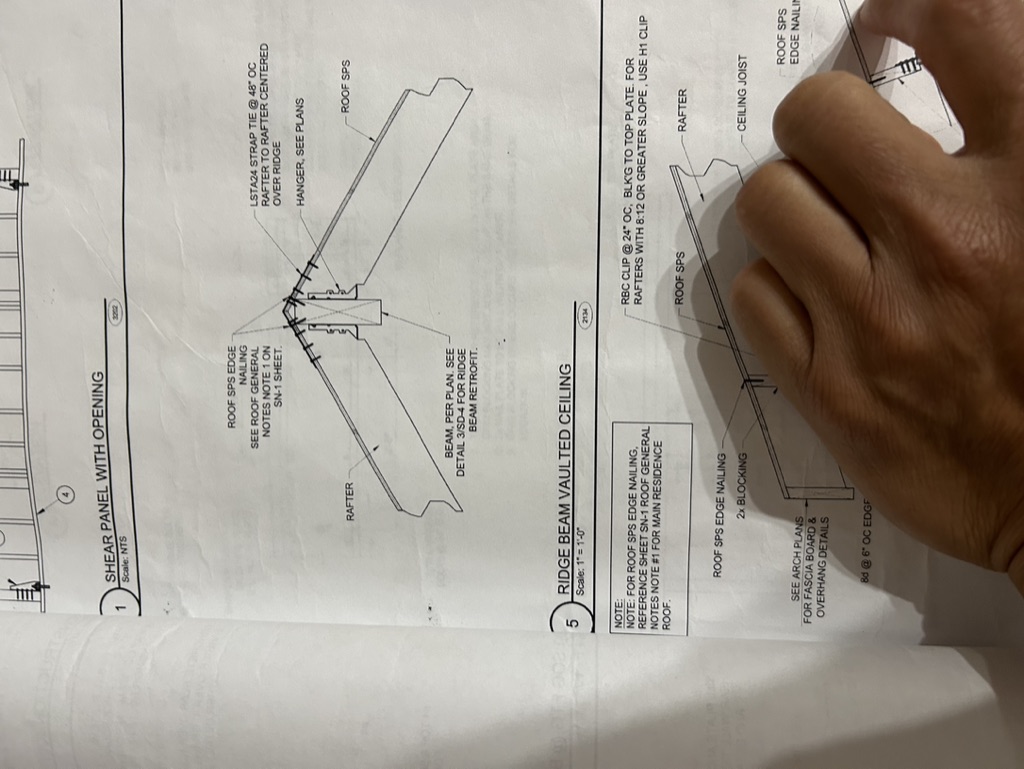 4
1
SHEAR PANEL WITH OPENING
Scale: NTS
3202
ROOF SPS EDGE
NAILING
SEE ROOF GENERAL
NOTES NOTE 1 ON
SN-1 SHEET.
LSTA24 STRAP TIE @ 48" OC
RAFTER TO RAFTER CENTERED
OVER RIDGE
HANGER, SEE PLANS
ROOF SPS
RAFTER
BEAM, PER PLAN. SEE
DETAIL 3/SD-4 FOR RIDGE
BEAM RETROFIT.
5
RIDGE BEAM VAULTED CEILING
Scale: 1" = 1'-0"
2134
NOTE:
NOTE: FOR ROOF SPS EDGE NAILING,
REFERENCE SHEET SN-1 ROOF GENERAL
NOTES NOTE #1 FOR MAIN RESIDENCE
ROOF.
RBC CLIP @ 24" OC, BLK'G TO TOP PLATE. FOR
RAFTERS WITH 8:12 OR GREATER SLOPE, USE H1 CLIP
ROOF SPS
RAFTER
CEILING JOIST
ROOF SPS EDGE NAILING
2x BLOCKING
SEE ARCH PLANS
FOR FASCIA BOARD &
OVERHANG DETAILS
8d @ 6" OC EDGE
ROOF SPS
EDGE NAILIN